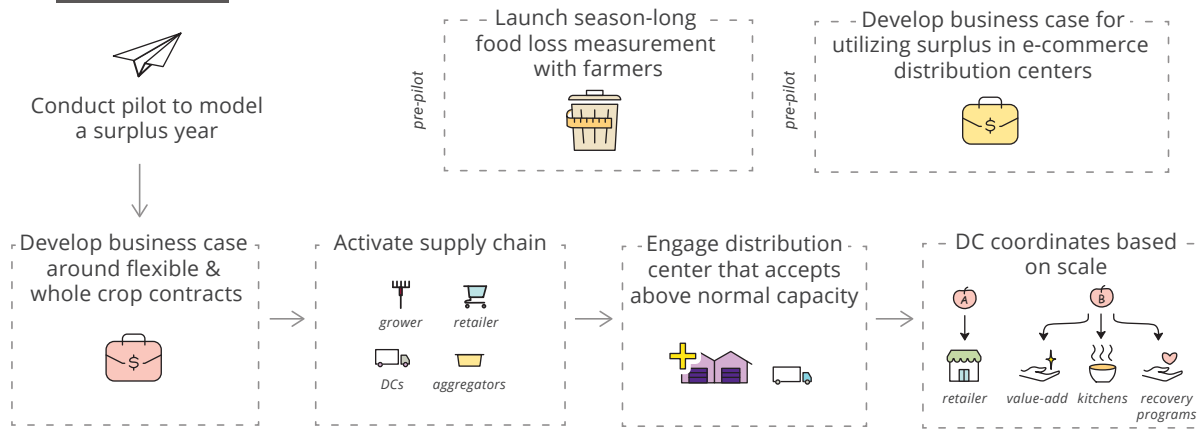 Conduct pilot to model
a surplus year
pre-pilot
Launch season-long
food loss measurement
with farmers
pre-pilot
Develop business case for
utilizing surplus in e-commerce
distribution centers
$
Develop business case
around flexible &
whole crop contracts
$
Activate supply chain
grower
retailer
DCs
aggregators
Engage distribution
center that accepts
above normal capacity
DC coordinates based
on scale
A
B
retailer
value-add
kitchens
recovery
programs